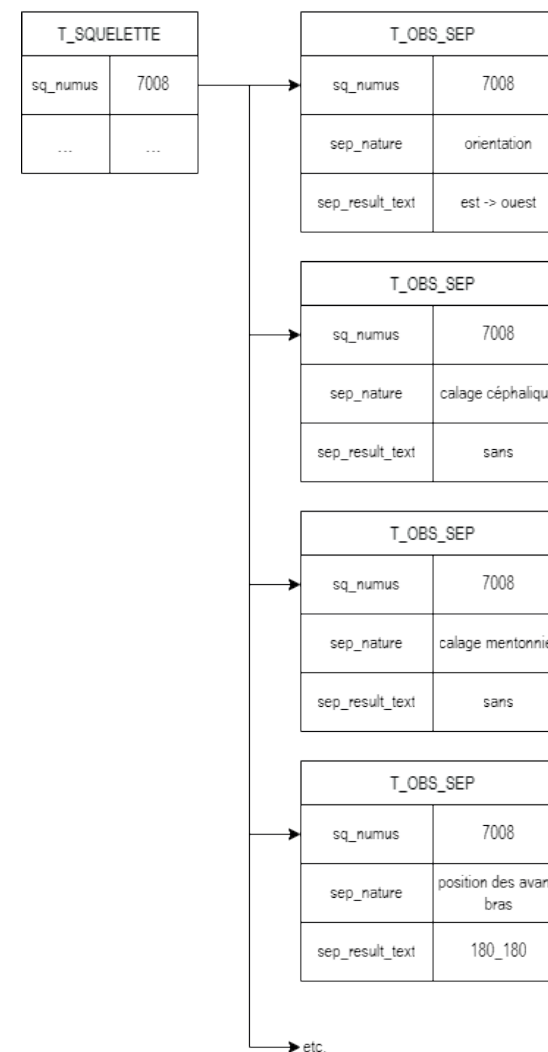 T_SQUELETTE
sq_numus 7008
... ...
T_OBS_SEP
sq_numus 7008
sep_nature orientation
sep_result_text est -> ouest
T_OBS_SEP
sq_numus 7008
sep_nature calage céphaliqu
sep_result_text sans
T_OBS_SEP
sq_numus 7008
sep_nature calage mentonnie
sep_result_text sans
T_OBS_SEP
sq_numus 7008
sep_nature position des avan
bras
sep_result_text 180_180
etc.